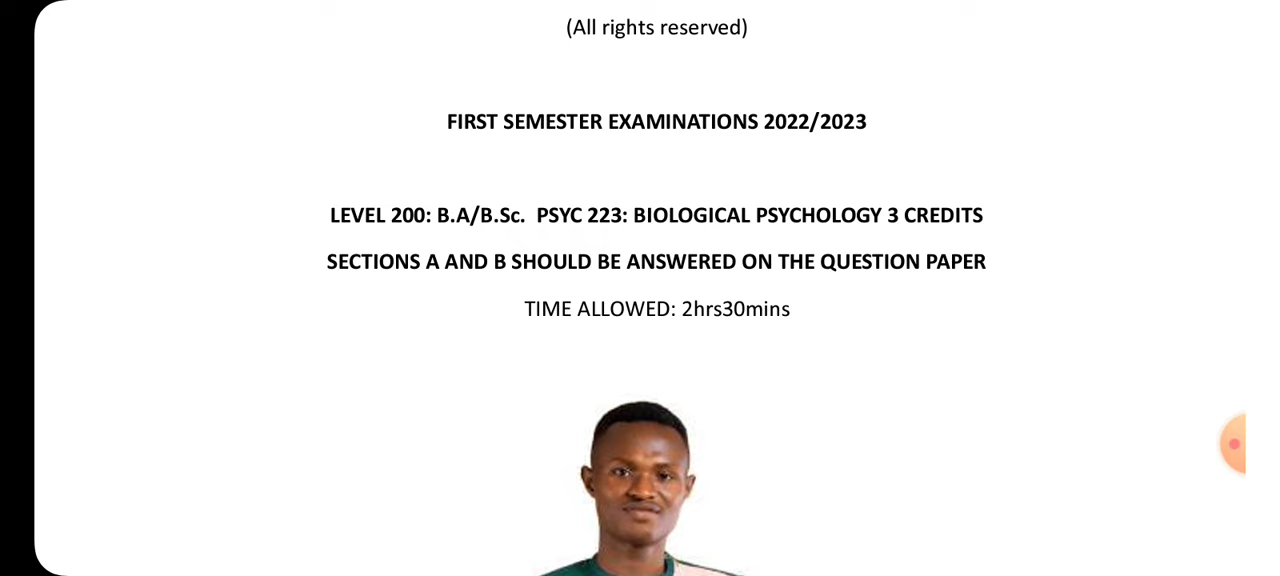 (All rights reserved)
FIRST SEMESTER EXAMINATIONS 2022/2023
LEVEL 200: B.A/B.Sc.  PSYC 223: BIOLOGICAL PSYCHOLOGY 3 CREDITS
SECTIONS A AND B SHOULD BE ANSWERED ON THE QUESTION PAPER
TIME ALLOWED: 2hrs30mins